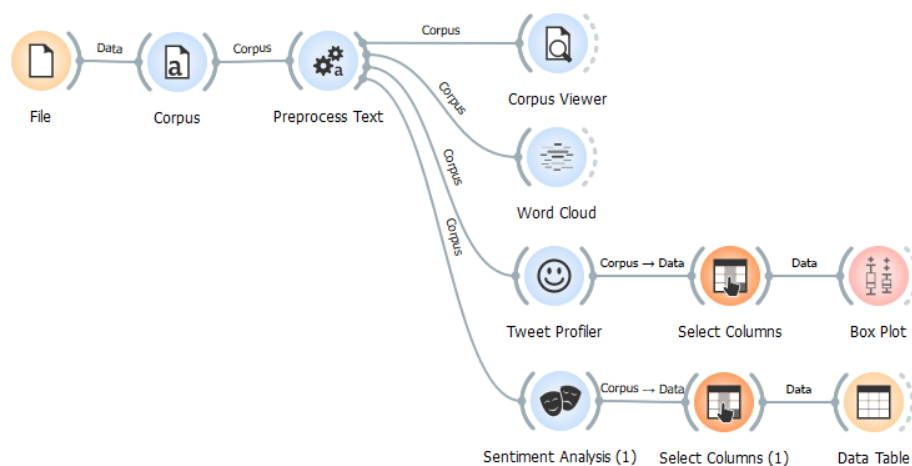 Data
Corpus
Corpus
File
a
Corpus
a
Preprocess Text
Corpus Viewer
Corpus
Word Cloud
Corpus
Corpus → Data
Data
Tweet Profiler
Select Columns
Box Plot
Corpus
Corpus → Data
Data
Sentiment Analysis (1)
Select Columns (1)
Data Table